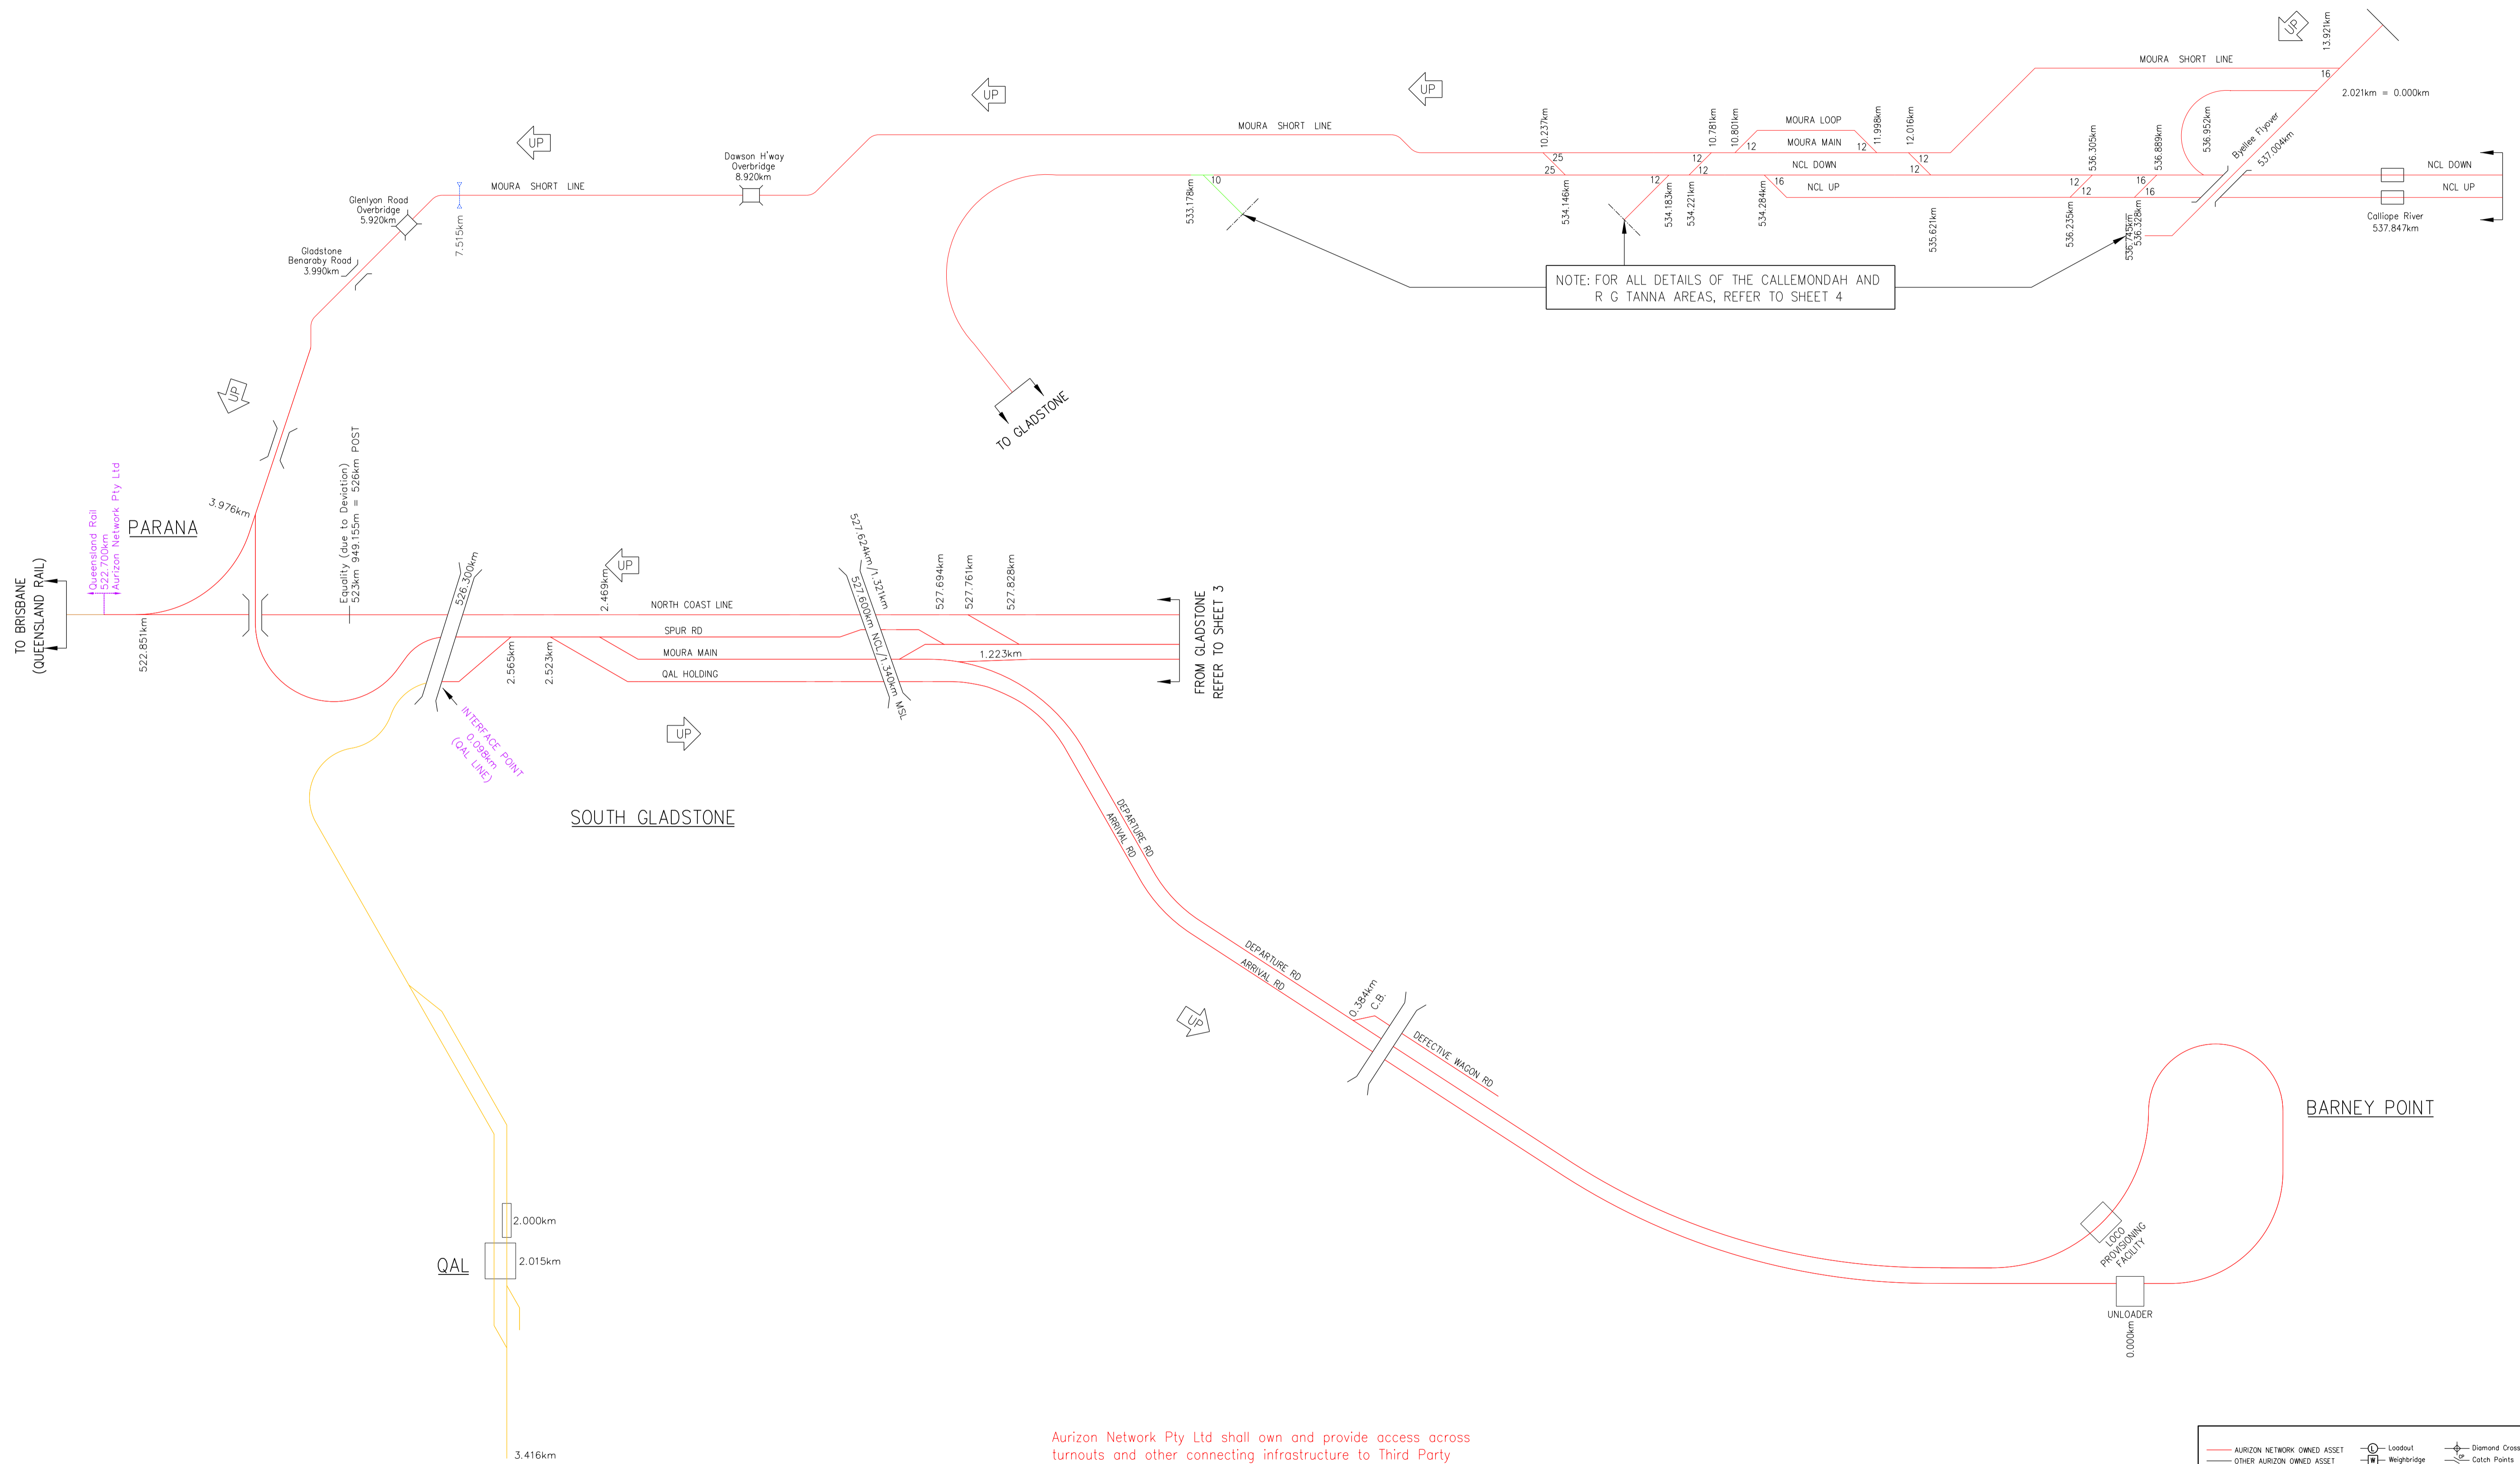 UP
13.921km
MOURA SHORT LINE
16
2.021km = 0.000km
MOURA SHORT LINE
10.237km
10.781km
10.801km
MOURA LOOP
11.998km
12.016km
536.305km
536.889km
536.952km
Byellee Flyover
537.004km
UP
UP
UP
MOURA MAIN
25
12
12
12
12
NCL DOWN
25
12
12
12
12
16
NCL DOWN
10
16
NCL UP
12
16
NCL UP
MOURA SHORT LINE
Dawson H'way
Overbridge
8.920km
Glenlyon Road
Overbridge
5.920km
7.515km
Gladstone
Benaraby Road
3.990km
533.178km
534.146km
534.183km
534.221km
534.284km
535.621km
536.235km
536.745km
536.328km
Calliope River
537.847km
NOTE: FOR ALL DETAILS OF THE CALLEMONDAH AND
R G TANNA AREAS, REFER TO SHEET 4
UP
TO GLADSTONE
3.976km
PARANA
Queensland Rail
522.700km
Aurizon Network Pty Ltd
Equality (due to Deviation)
523km 949.155m = 526km POST
TO BRISBANE
(QUEENSLAND RAIL)
522.851km
526.300km
UP
2.469km
NORTH COAST LINE
SPUR RD
MOURA MAIN
QAL HOLDING
2.565km
2.523km
527.624km/1.321km
527.600km NCL/1.340km MSL
527.694km
527.761km
527.828km
1.223km
FROM GLADSTONE
REFER TO SHEET 3
INTERFACE POINT
0.098km
(QAL LINE)
UP
SOUTH GLADSTONE
DEPARTURE RD
ARRIVAL RD
DEPARTURE RD
ARRIVAL RD
UP
0.384km
C.B.
DEFECTIVE WAGON RD
BARNEY POINT
LOCO
PROVISIONING
FACILITY
UNLOADER
0.000km
2.000km
QAL
2.015km
3.416km
Aurizon Network Pty Ltd shall own and provide access across
turnouts and other connecting infrastructure to Third Party
AURIZON NETWORK OWNED ASSET
L Loadout
Diamond Cross
OTHER AURIZON OWNED ASSET
W Weighbridge
CP Catch Points